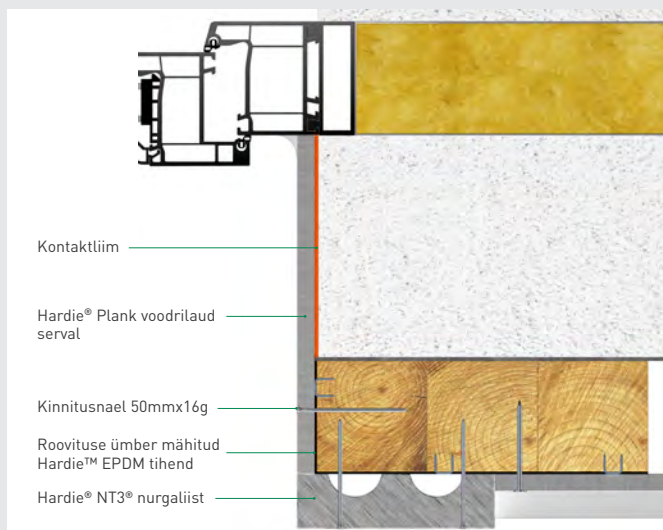 Kontaktliim
Hardie® Plank voodrilaud
serval
Kinnitusnael 50mmx16g
Roovituse ümber mähitud
Hardie™ EPDM tihend
Hardie® NT3® nurgaliist